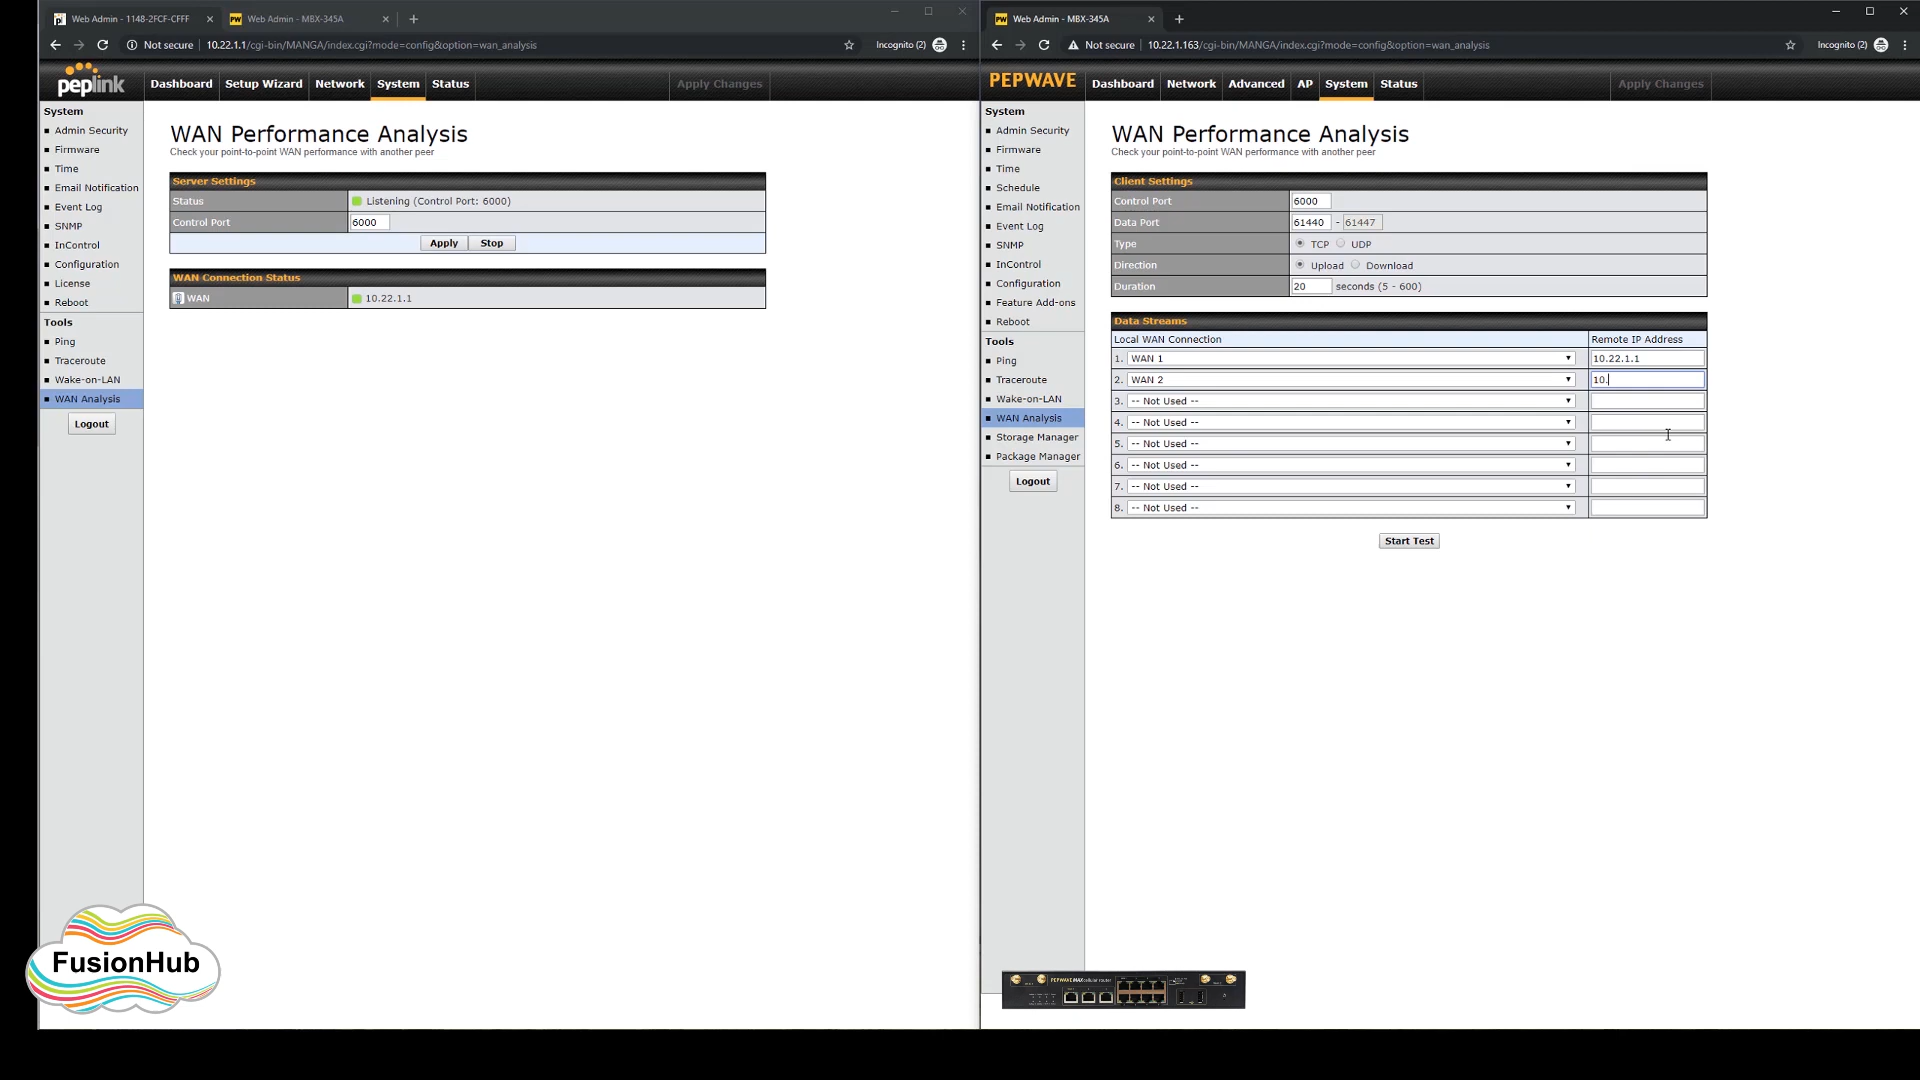 Web Admin - 1148-2FCF-CFFF
Web Admin - MBX-345A
Not secure
10.22.1.1/cgi-bin/MANGA/index.cgi?mode=config&option=wan_analysis
Incognito (2)
peplink
Dashboard
Setup Wizard
Network
System
Status
Apply Changes
System
Admin Security
Firmware
Time
Email Notification
Event Log
SNMP
InControl
Configuration
License
Reboot
Tools
Ping
Traceroute
Wake-on-LAN
WAN Analysis
Logout
WAN Performance Analysis
Check your point-to-point WAN performance with another peer
Server Settings
Status Listening (Control Port: 6000)
Control Port 6000
Apply Stop
WAN Connection Status
WAN 10.22.1.1
FusionHub
Web Admin - MBX-345A
Not secure
10.22.1.163/cgi-bin/MANGA/index.cgi?mode=config&option=wan_analysis
Incognito (2)
PEPWAVE
Dashboard
Network
Advanced
AP
System
Status
Apply Changes
System
Admin Security
Firmware
Time
Schedule
Email Notification
Event Log
SNMP
InControl
Configuration
Feature Add-ons
Reboot
Tools
Ping
Traceroute
Wake-on-LAN
WAN Analysis
Storage Manager
Package Manager
Logout
WAN Performance Analysis
Check your point-to-point WAN performance with another peer
Client Settings
Control Port 6000
Data Port 61440 - 61447
Type TCP UDP
Direction Upload Download
Duration 20 seconds (5 - 600)
Data Streams
Local WAN Connection Remote IP Address
1. WAN 1 10.22.1.1
2. WAN 2 10.
3. -- Not Used --
4. -- Not Used --
5. -- Not Used --
6. -- Not Used --
7. -- Not Used --
8. -- Not Used --
Start Test
PEPWAVE MAX cellular router